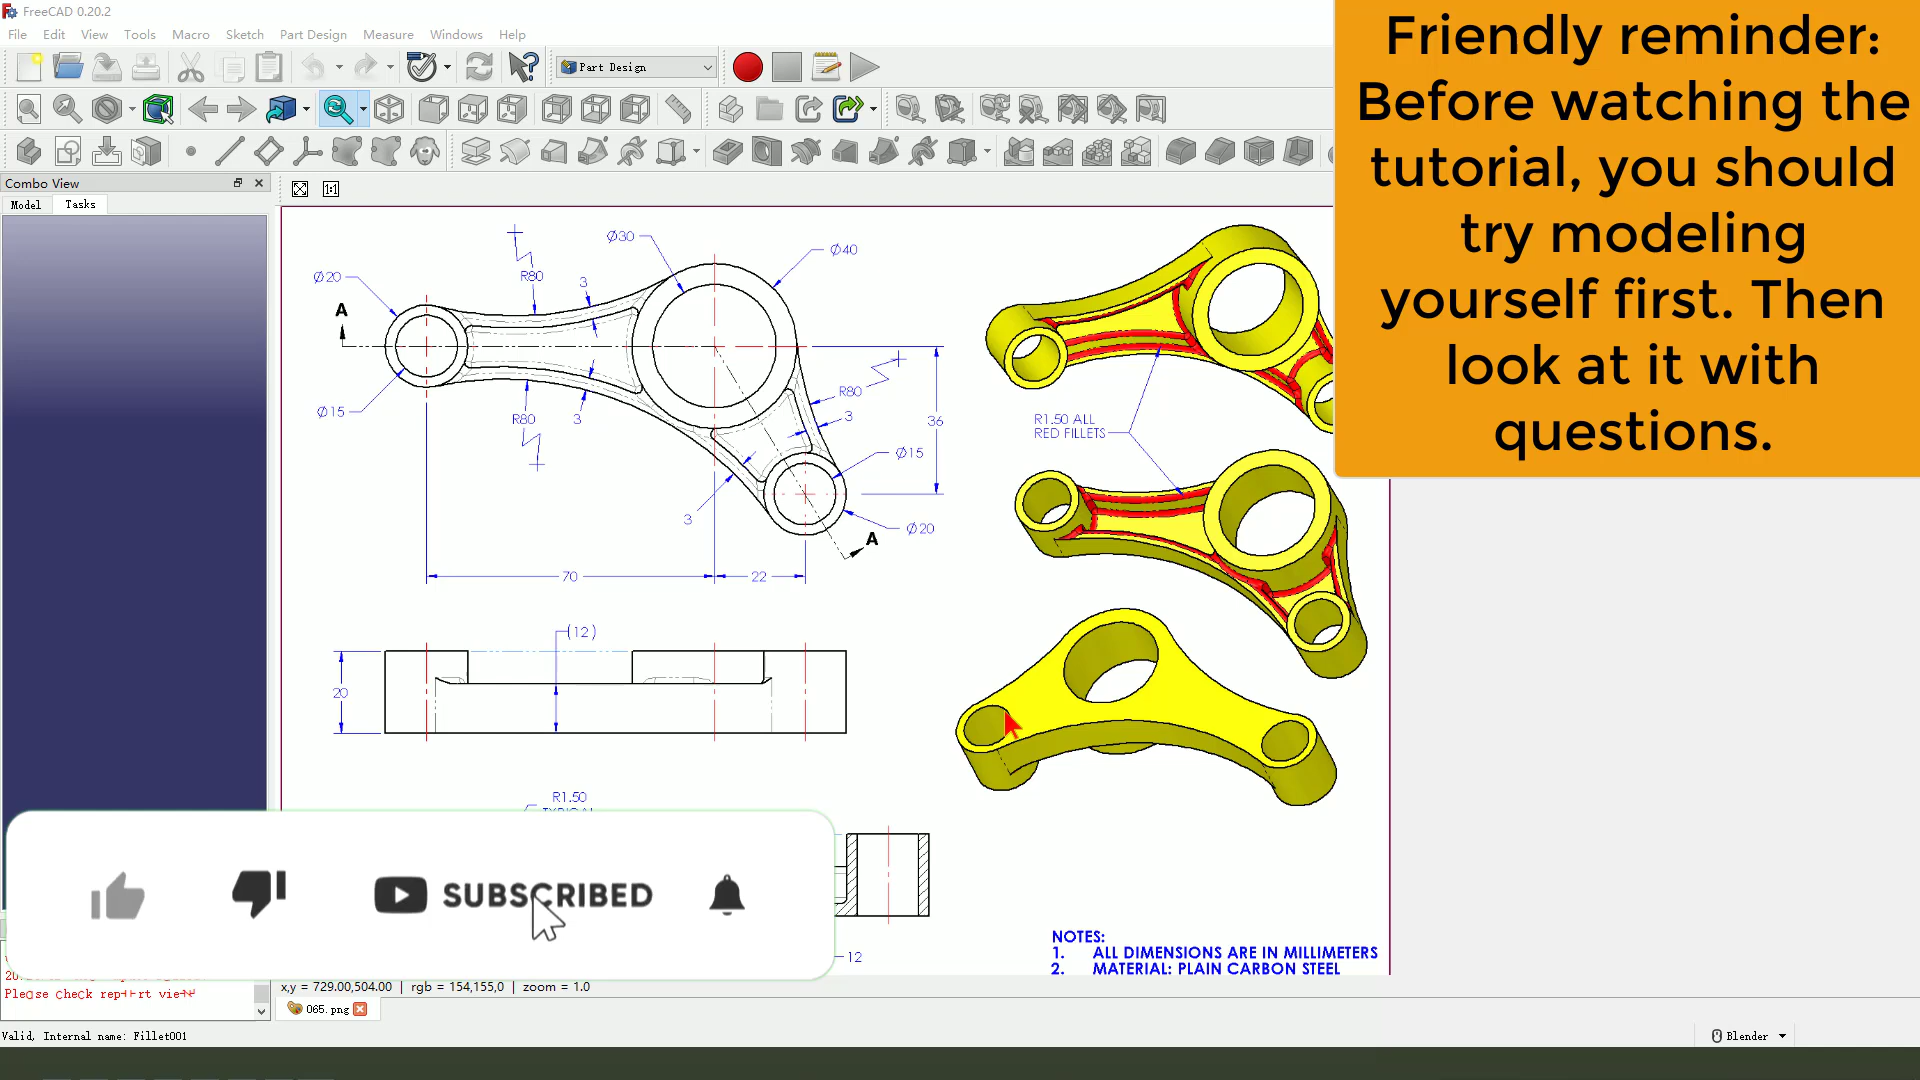 FreeCAD 0.20.2
File Edit View Tools Macro Sketch Part Design Measure Windows Help
Part Design
Combo View
Model Tasks
1:1
Friendly reminder:
Before watching the
tutorial, you should
try modeling
yourself first. Then
look at it with
questions.
Ø30
Ø40
Ø20
R80
3
A
R80
3
Ø15
R80
3
36
Ø15
3
Ø20
A
70
22
R1.50 ALL
RED FILLETS
(12)
20
R1.50
12
SUBSCRIBED
NOTES:
1. ALL DIMENSIONS ARE IN MILLIMETERS
2. MATERIAL: PLAIN CARBON STEEL
x,y = 729.00,504.00 | rgb = 154,155,0 | zoom = 1.0
065.png
Valid, Internal name: Fillet001
Blender